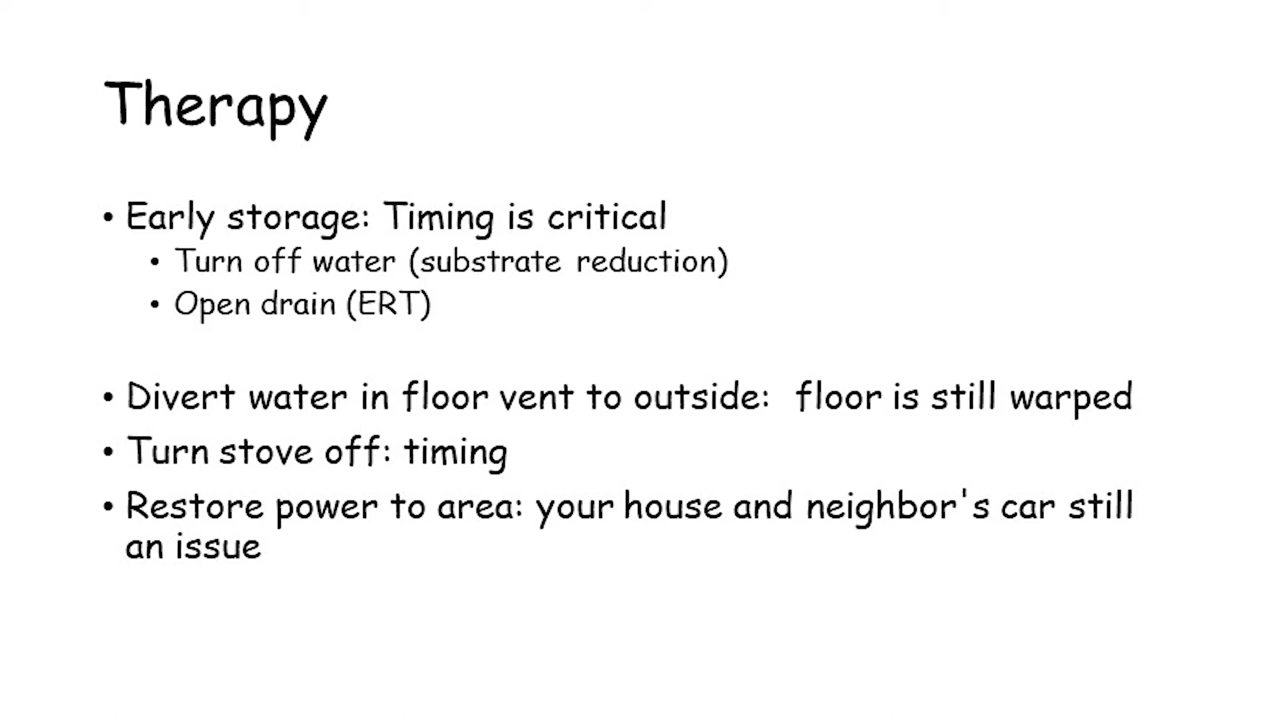 Therapy
• Early storage: Timing is critical
• Turn off water (substrate reduction)
• Open drain (ERT)
• Divert water in floor vent to outside:  floor is still warped
• Turn stove off: timing
• Restore power to area: your house and neighbor's car still
an issue